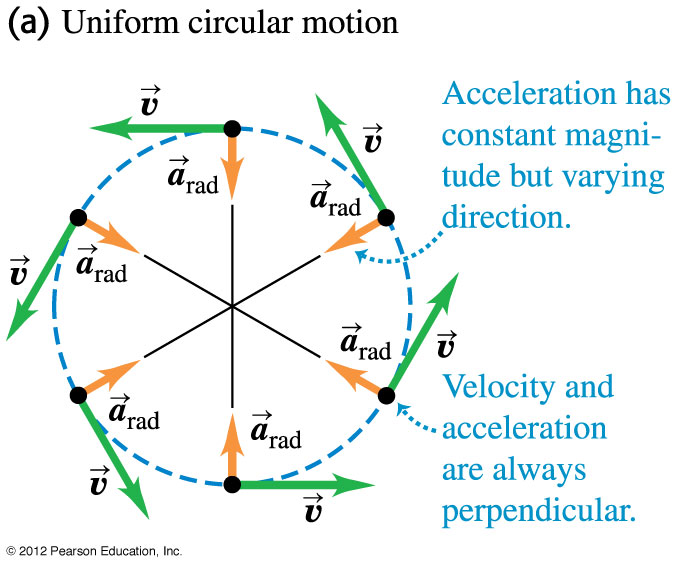 (a) Uniform circular motion
Acceleration has
constant magni-
tude but varying
direction.
v⃗
v⃗
a⃗rad
a⃗rad
a⃗rad
v⃗
a⃗rad
v⃗
a⃗rad
a⃗rad
v⃗
v⃗
Velocity and
acceleration
are always
perpendicular.
© 2012 Pearson Education, Inc.